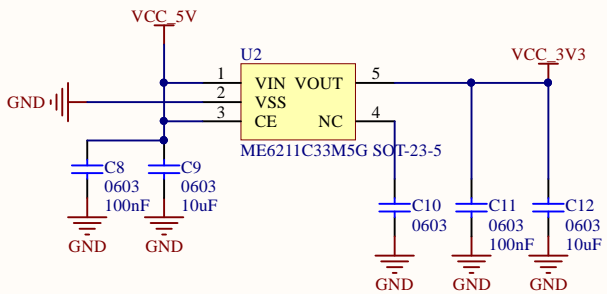 VCC_5V
U2
VCC_3V3
1 VIN VOUT 5
GND 2 VSS
3 CE NC 4
ME6211C33M5G SOT-23-5
C8
0603
100nF
GND
C9
0603
10uF
GND
C10
0603
GND
C11
0603
100nF
GND
C12
0603
10uF
GND